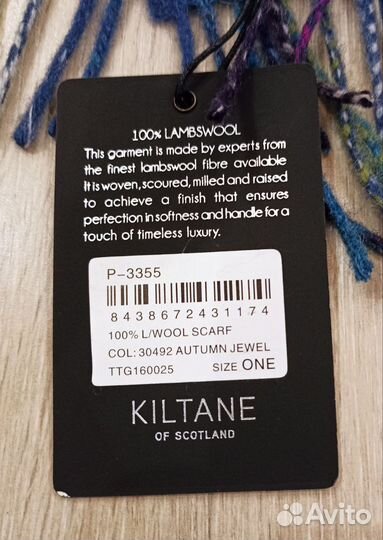 100% LAMBSWOOL
This garment is made by experts from
the finest lambswool fibre available
It is woven, scoured, milled and raised
to achieve a finish that ensures
perfection in softness and handle for a
touch of timeless luxury.
P-3355
8438672431174
100% L/WOOL SCARF
COL: 30492 AUTUMN JEWEL
TTG160025 SIZE ONE
KILTANE
OF SCOTLAND
Avito